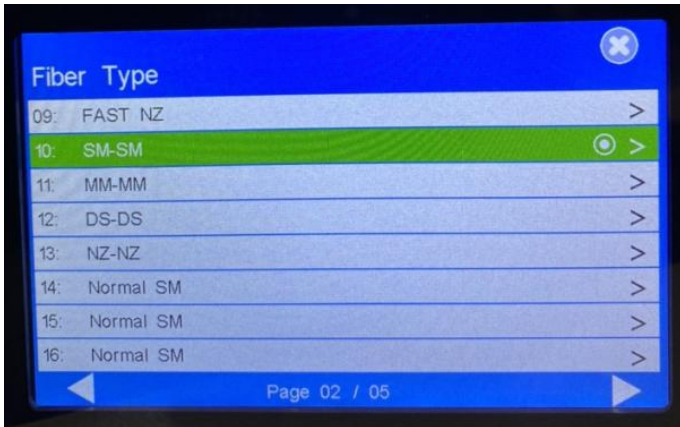 Fiber Type
09: FAST NZ >
10: SM-SM >
11: MM-MM >
12: DS-DS >
13: NZ-NZ >
14: Normal SM >
15: Normal SM >
16: Normal SM >
Page 02 / 05